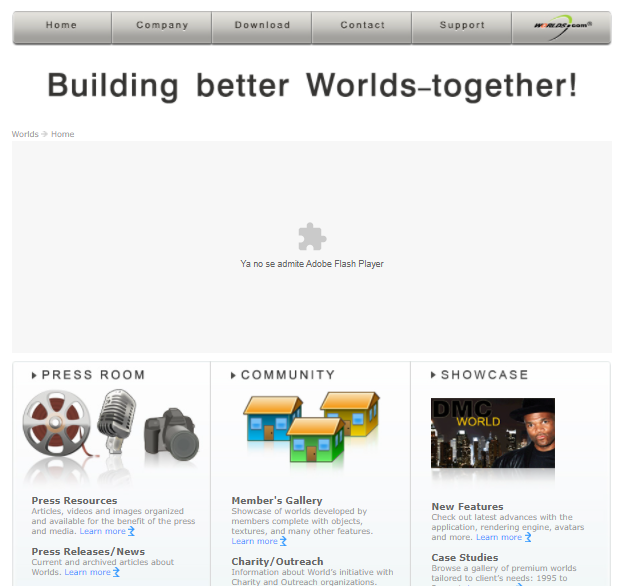 Home Company Download Contact Support WORLDS.com®
Building better Worlds-together!
Worlds Home
Ya no se admite Adobe Flash Player
PRESS ROOM
Press Resources
Articles, videos and images organized
and available for the benefit of the press
and media. Learn more
Press Releases/News
Current and archived articles about
Worlds. Learn more
COMMUNITY
Member's Gallery
Showcase of worlds developed by
members complete with objects,
textures, and many other features.
Learn more
Charity/Outreach
Information about World's initiative with
Charity and Outreach organizations.
SHOWCASE
DMC
WORLD
New Features
Check out latest advances with the
application, rendering engine, avatars
and more. Learn more
Case Studies
Browse a gallery of premium worlds
tailored to client's needs: 1995 to